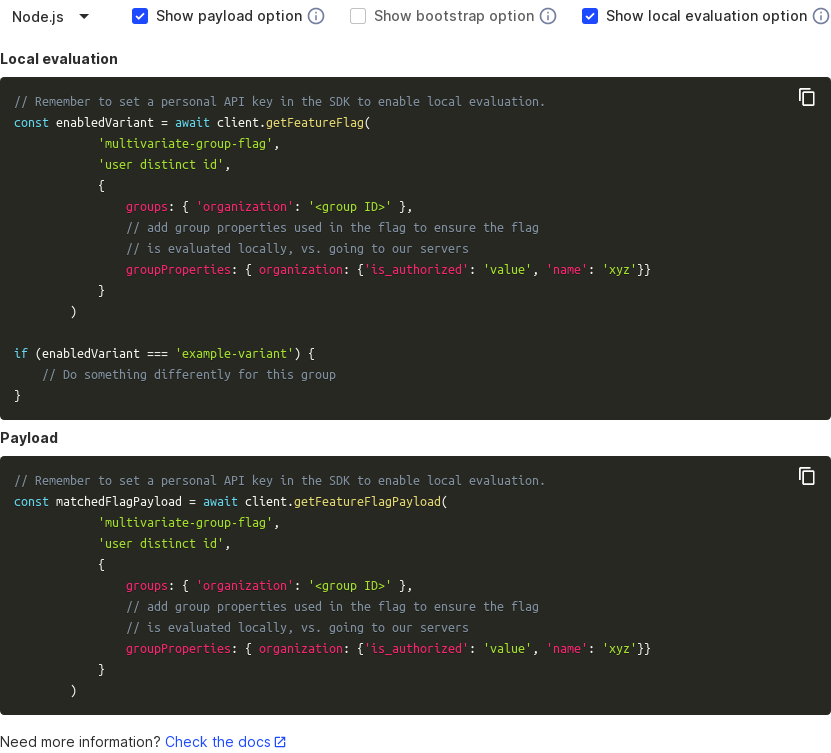 Node.js Show payload option Show bootstrap option Show local evaluation option
Local evaluation
// Remember to set a personal API key in the SDK to enable local evaluation.
const enabledVariant = await client.getFeatureFlag(
            'multivariate-group-flag',
            'user distinct id',
            {
                groups: { 'organization': '<group ID>' },
                // add group properties used in the flag to ensure the flag
                // is evaluated locally, vs. going to our servers
                groupProperties: { organization: {'is_authorized': 'value', 'name': 'xyz'}}
            }
        )

if (enabledVariant === 'example-variant') {
    // Do something differently for this group
}
Payload
// Remember to set a personal API key in the SDK to enable local evaluation.
const matchedFlagPayload = await client.getFeatureFlagPayload(
            'multivariate-group-flag',
            'user distinct id',
            {
                groups: { 'organization': '<group ID>' },
                // add group properties used in the flag to ensure the flag
                // is evaluated locally, vs. going to our servers
                groupProperties: { organization: {'is_authorized': 'value', 'name': 'xyz'}}
            }
        )
Need more information? Check the docs